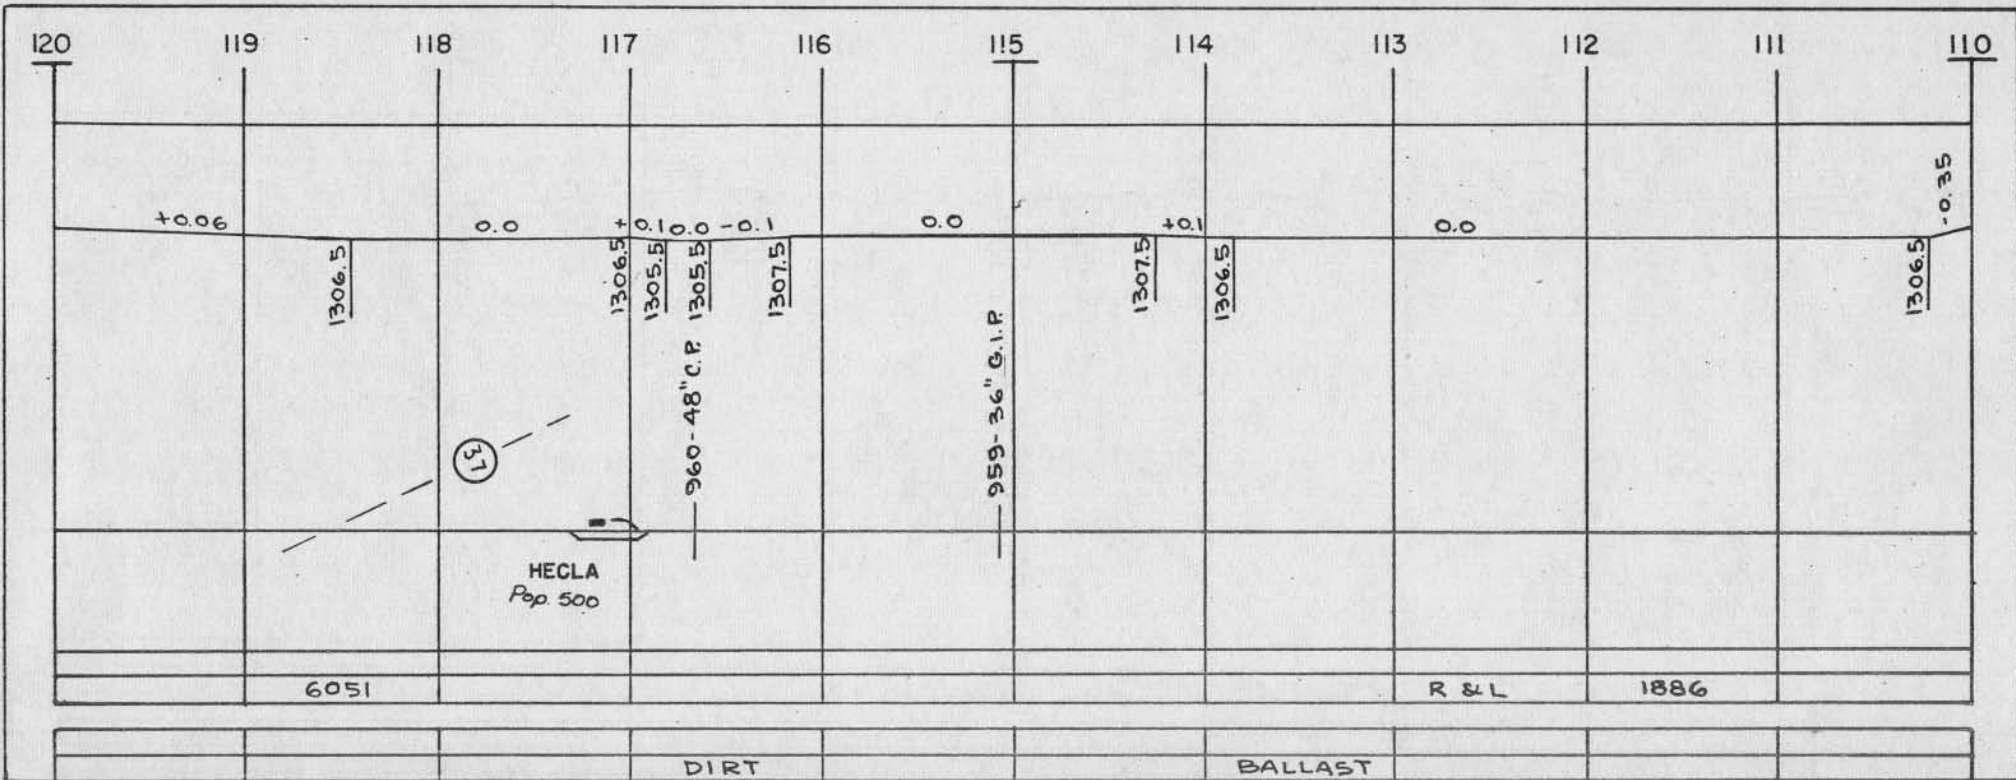 120 119 118 117 116 115 114 113 112 111 110
+0.06 0.0 + 0.1 0.0 -0.1 0.0 +0.1 0.0 -0.35
1306.5 1306.5 1305.5 1305.5 1307.5 1307.5 1306.5 1306.5
960-48" C.P.
959-36" G.I.P.
37
HECLA
Pop. 500
6051 R & L 1886
DIRT BALLAST